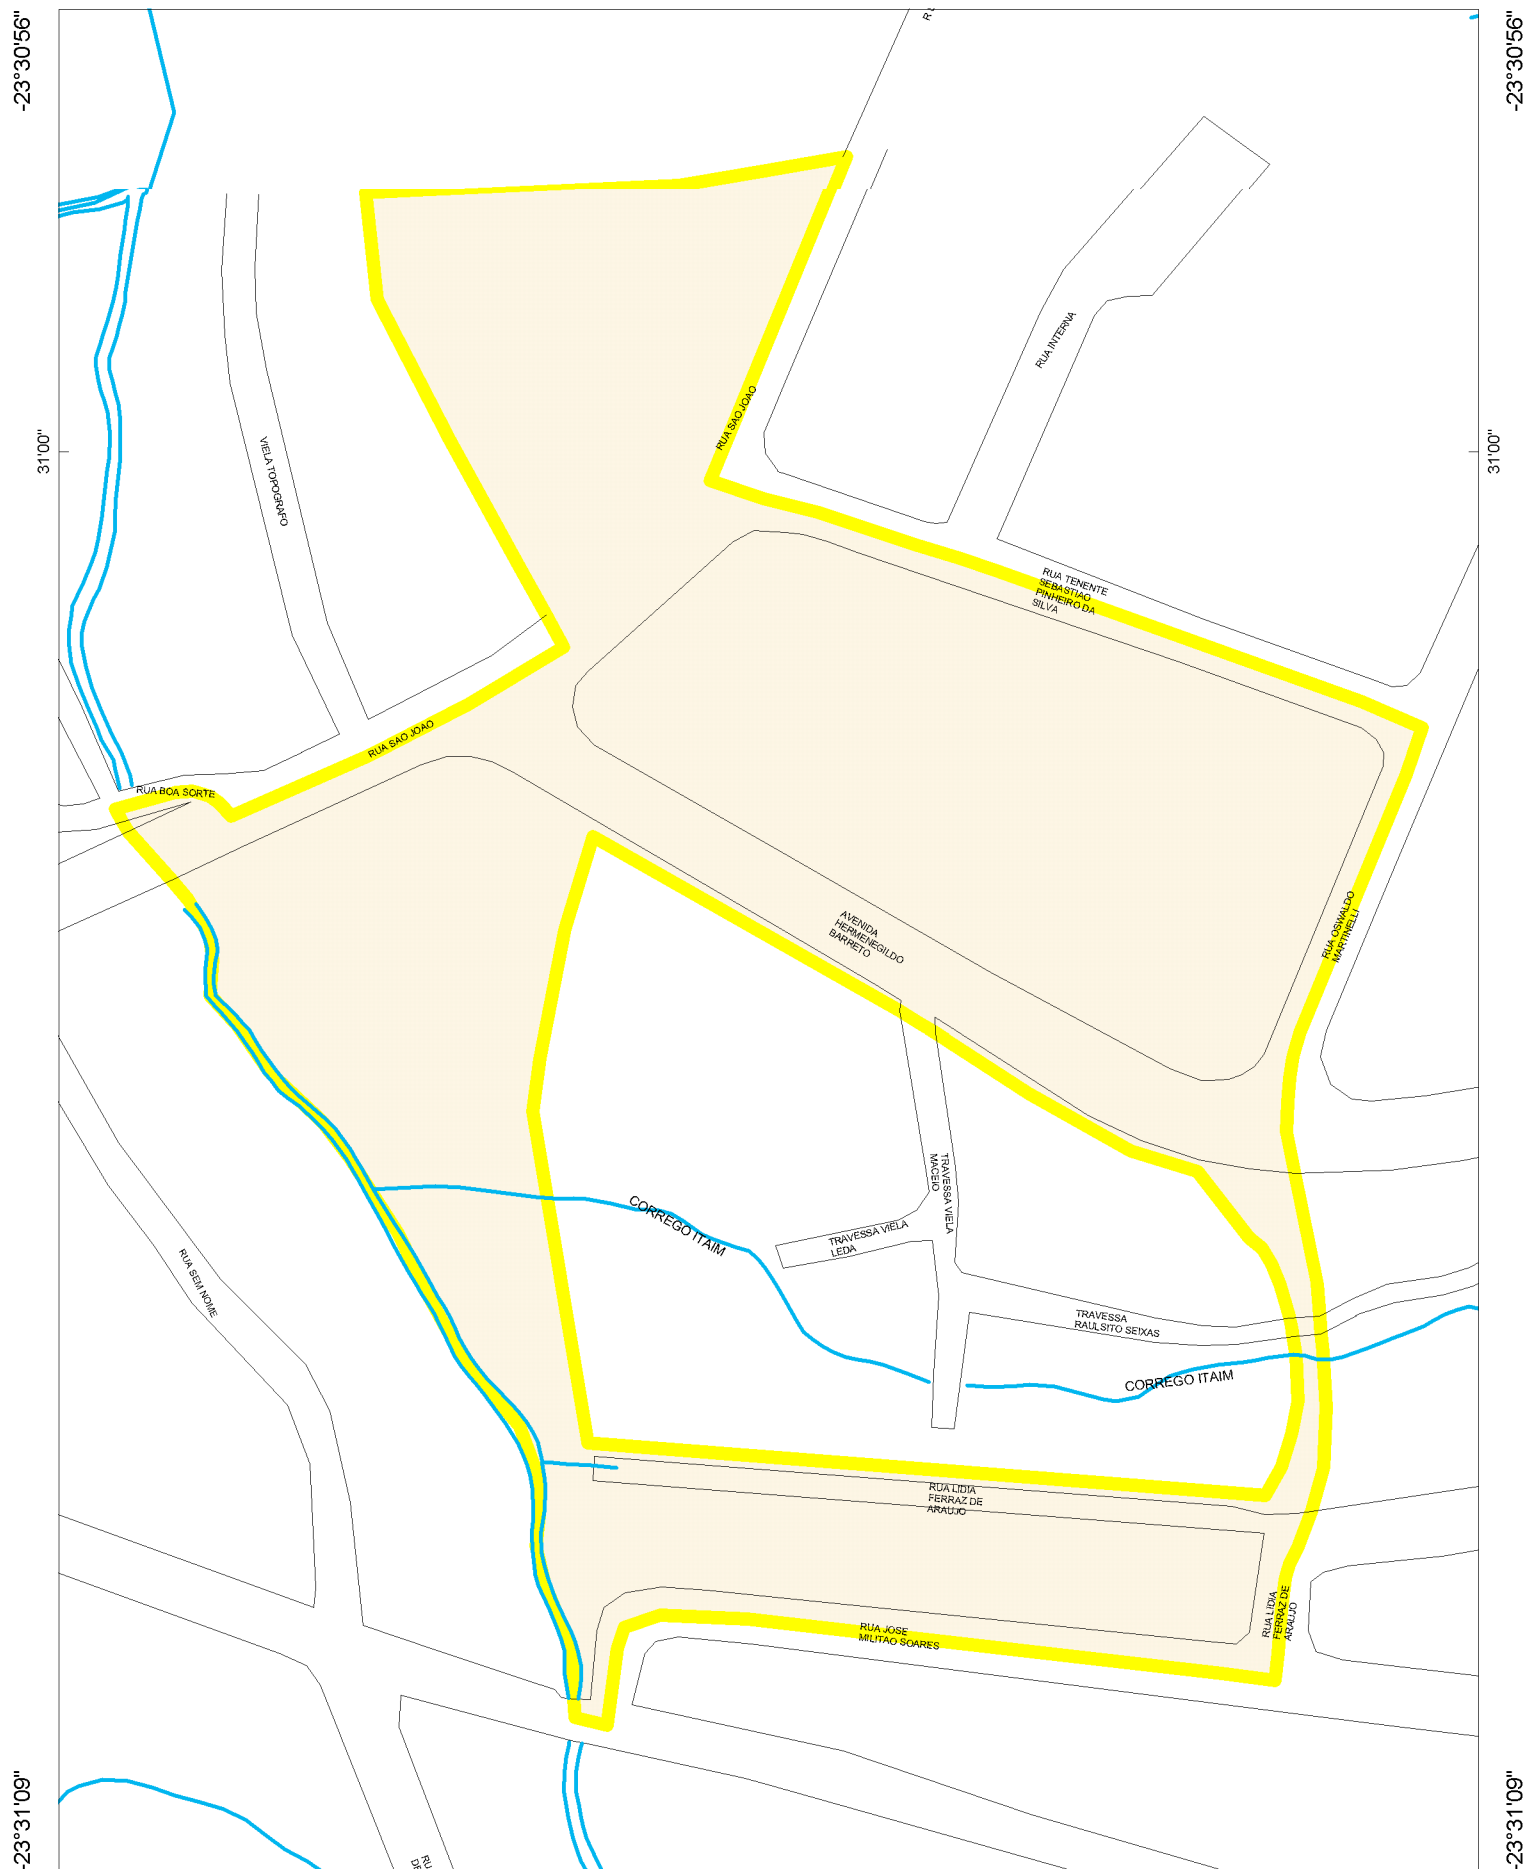 -23°30'56"
-23°30'56"
RUA INTERNA
RUA SAO JOAO
31'00"
31'00"
VIELA TOPOGRAFO
RUA TENENTE
SEBASTIAO
PINHEIRO DA
SILVA
RUA SAO JOAO
RUA BOA SORTE
AVENIDA
HERMENEGILDO
BARRETO
RUA OSWALDO
MARTINELLI
TRAVESSA VIELA
MACEIO
CORREGO ITAIM
TRAVESSA VIELA
LEDA
RUA SEM NOME
TRAVESSA
RAULSITO SEIXAS
CORREGO ITAIM
RUA LIDIA
FERRAZ DE
ARAUJO
RUA LIDIA
FERRAZ DE
ARAUJO
RUA JOSE
MILITAO SOARES
-23°31'09"
-23°31'09"